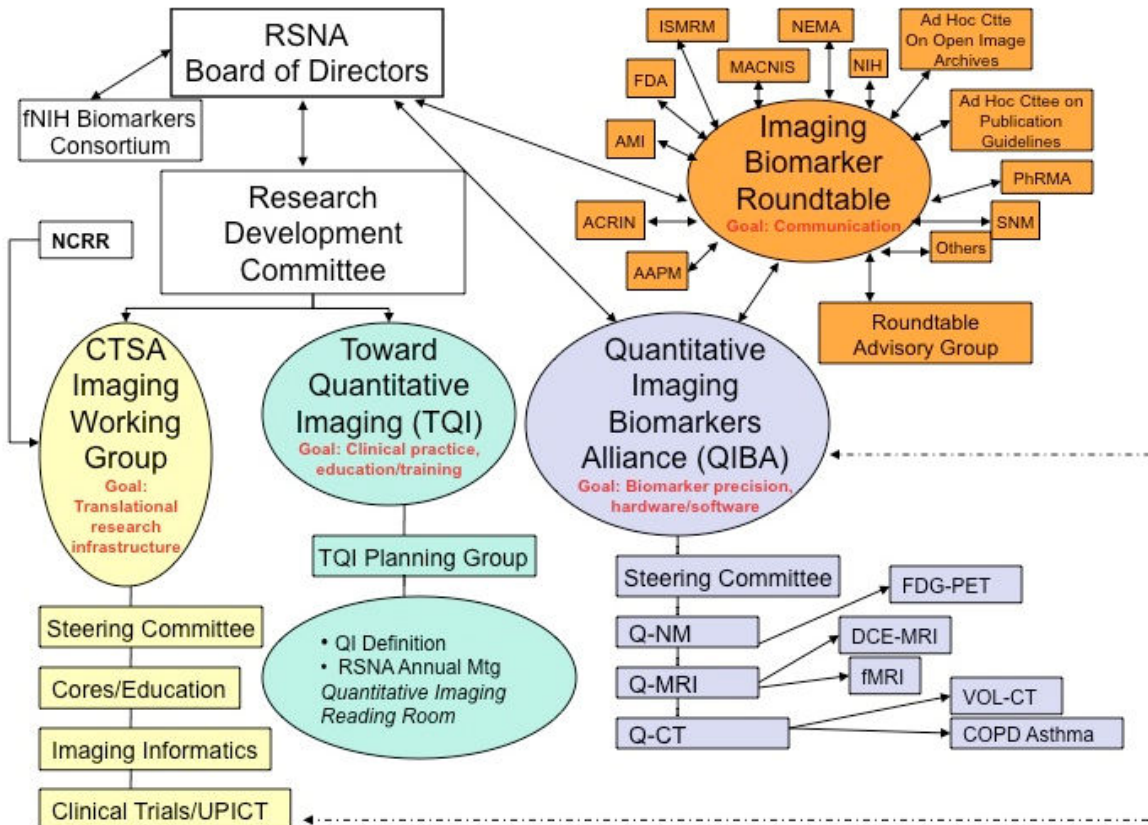 RSNA
Board of Directors
fNIH Biomarkers
Consortium
Research
Development
Committee
NCRR
ISMRM
NEMA
Ad Hoc Ctte
On Open Image
Archives
FDA
MACNIS
NIH
AMI
Imaging
Biomarker
Roundtable
Goal: Communication
Ad Hoc Cttee on
Publication
Guidelines
PhRMA
ACRIN
SNM
Others
AAPM
Roundtable
Advisory Group
CTSA
Imaging
Working
Group
Goal:
Translational
research
infrastructure
Steering Committee
Cores/Education
Imaging Informatics
Clinical Trials/UPICT
Toward
Quantitative
Imaging (TQI)
Goal: Clinical practice,
education/training
TQI Planning Group
• QI Definition
• RSNA Annual Mtg
Quantitative Imaging
Reading Room
Quantitative
Imaging
Biomarkers
Alliance (QIBA)
Goal: Biomarker precision,
hardware/software
Steering Committee
Q-NM
FDG-PET
Q-MRI
DCE-MRI
fMRI
Q-CT
VOL-CT
COPD Asthma